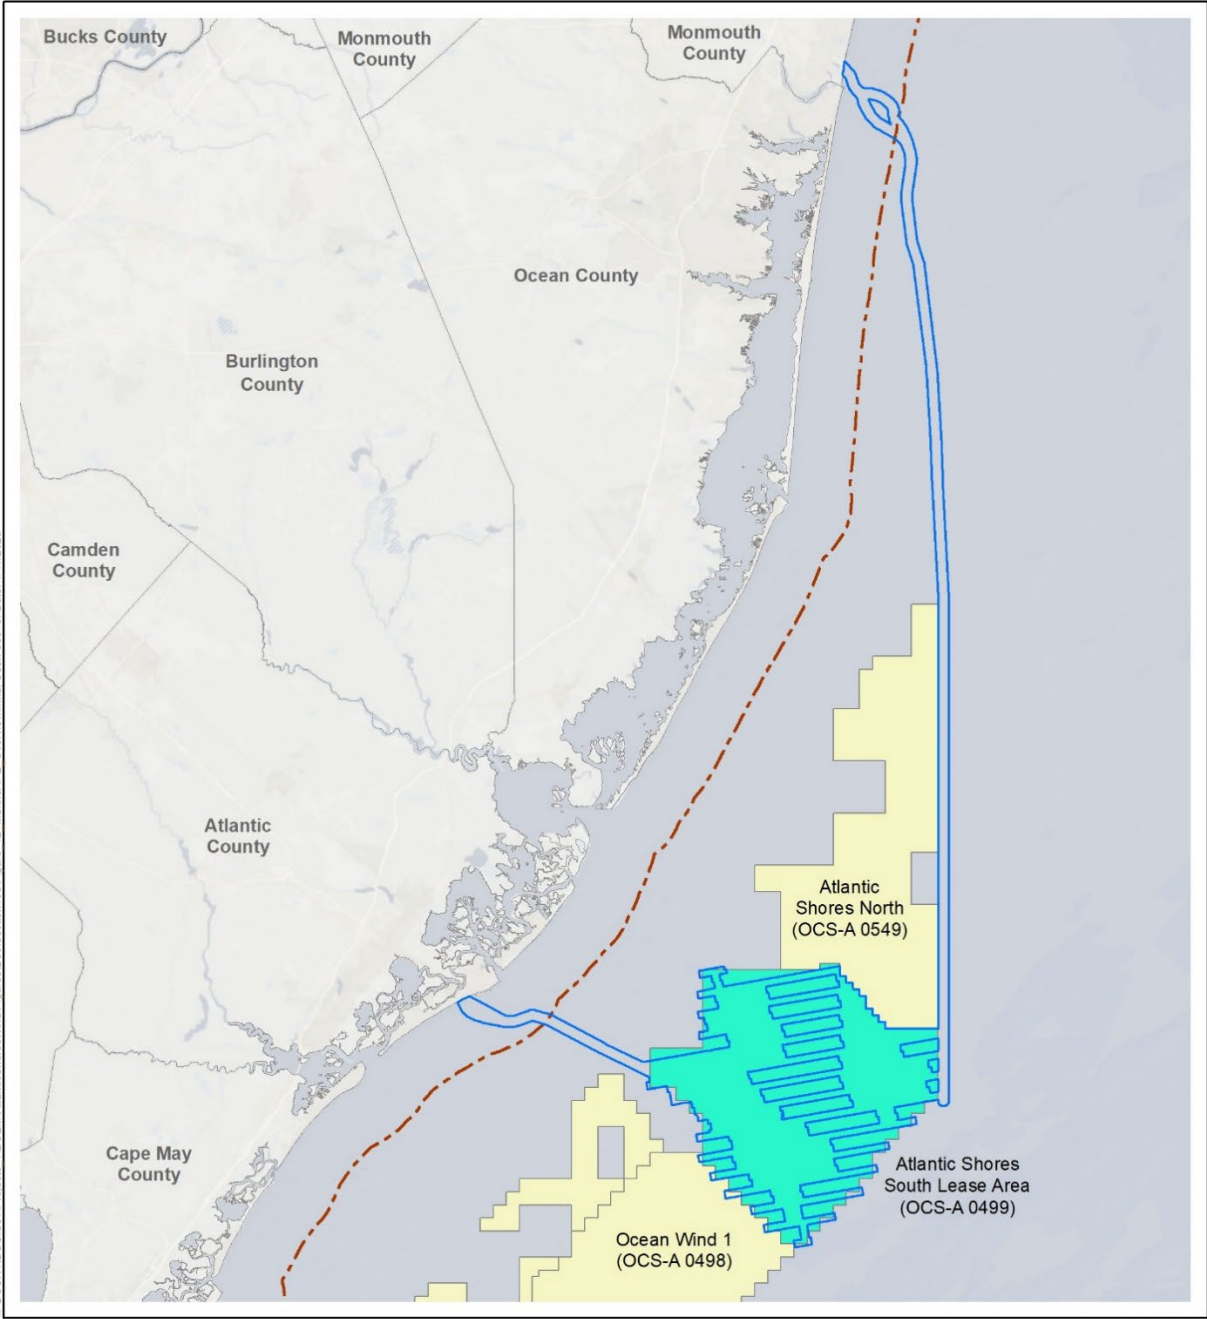 Bucks County
Monmouth
County
Monmouth
County
Ocean County
Burlington
County
Camden
County
Atlantic
County
Atlantic
Shores North
(OCS-A 0549)
Cape May
County
Atlantic Shores
South Lease Area
(OCS-A 0499)
Ocean Wind 1
(OCS-A 0498)